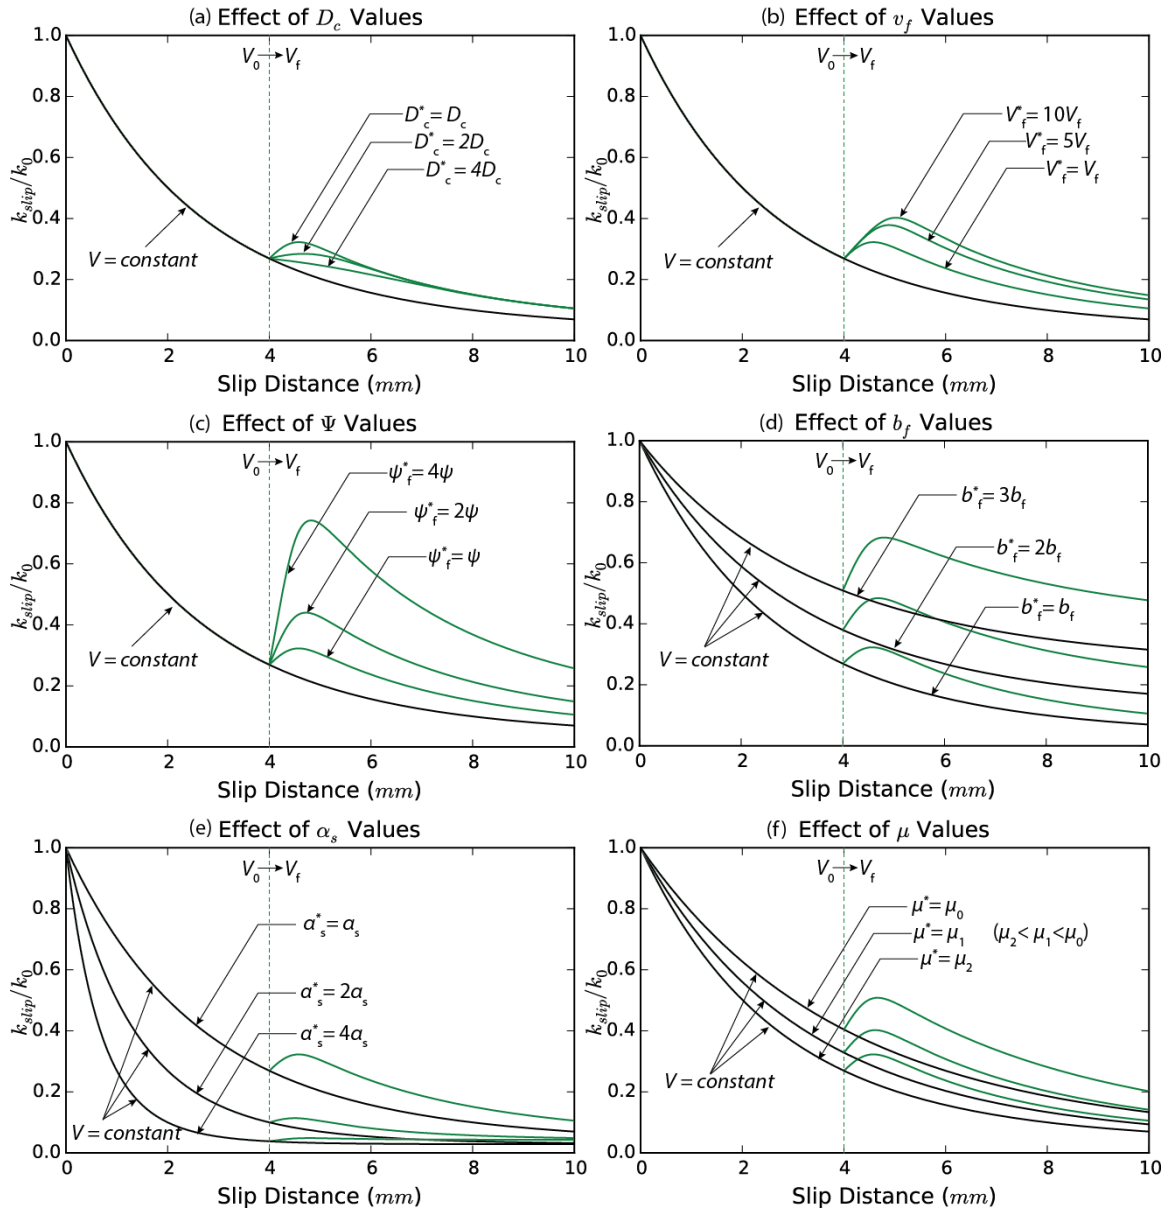 (a) Effect of D_c Values
V_0 → V_f
D*_c = D_c
D*_c = 2D_c
D*_c = 4D_c
V = constant
k_slip/k_0
1.0
0.8
0.6
0.4
0.2
0.0
0 2 4 6 8 10
Slip Distance (mm)
(b) Effect of v_f Values
V_0 → V_f
V*_f = 10V_f
V*_f = 5V_f
V*_f = V_f
V = constant
k_slip/k_0
1.0
0.8
0.6
0.4
0.2
0.0
0 2 4 6 8 10
Slip Distance (mm)
(c) Effect of Ψ Values
V_0 → V_f
ψ*_f = 4ψ
ψ*_f = 2ψ
ψ*_f = ψ
V = constant
k_slip/k_0
1.0
0.8
0.6
0.4
0.2
0.0
0 2 4 6 8 10
Slip Distance (mm)
(d) Effect of b_f Values
V_0 → V_f
b*_f = 3b_f
b*_f = 2b_f
b*_f = b_f
V = constant
k_slip/k_0
1.0
0.8
0.6
0.4
0.2
0.0
0 2 4 6 8 10
Slip Distance (mm)
(e) Effect of α_s Values
V_0 → V_f
α*_s = α_s
α*_s = 2α_s
α*_s = 4α_s
V = constant
k_slip/k_0
1.0
0.8
0.6
0.4
0.2
0.0
0 2 4 6 8 10
Slip Distance (mm)
(f) Effect of μ Values
V_0 → V_f
μ* = μ_0
μ* = μ_1 (μ_2 < μ_1 < μ_0)
μ* = μ_2
V = constant
k_slip/k_0
1.0
0.8
0.6
0.4
0.2
0.0
0 2 4 6 8 10
Slip Distance (mm)